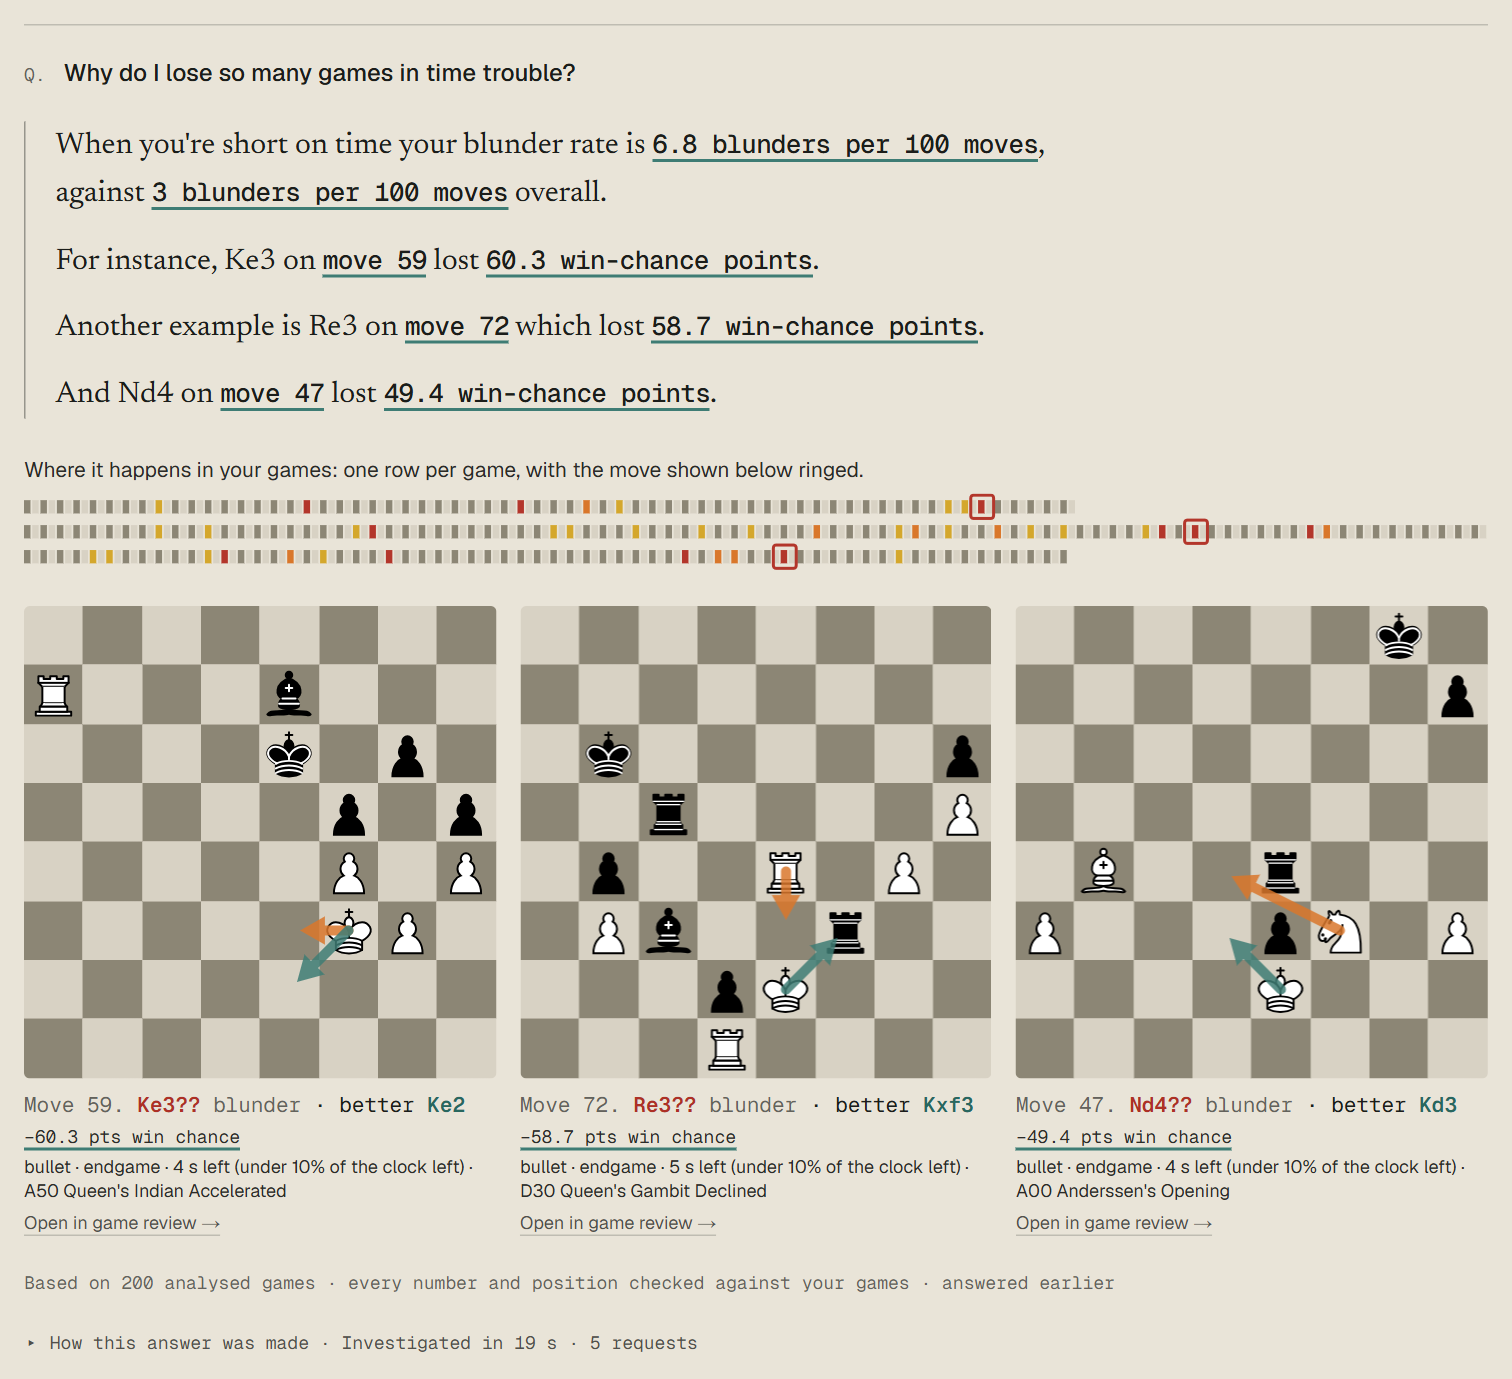 Q. Why do I lose so many games in time trouble?
When you're short on time your blunder rate is 6.8 blunders per 100 moves,
against 3 blunders per 100 moves overall.
For instance, Ke3 on move 59 lost 60.3 win-chance points.
Another example is Re3 on move 72 which lost 58.7 win-chance points.
And Nd4 on move 47 lost 49.4 win-chance points.
Where it happens in your games: one row per game, with the move shown below ringed.
Move 59. Ke3?? blunder · better Ke2
−60.3 pts win chance
bullet · endgame · 4 s left (under 10% of the clock left) ·
A50 Queen's Indian Accelerated
Open in game review →
Move 72. Re3?? blunder · better Kxf3
−58.7 pts win chance
bullet · endgame · 5 s left (under 10% of the clock left) ·
D30 Queen's Gambit Declined
Open in game review →
Move 47. Nd4?? blunder · better Kd3
−49.4 pts win chance
bullet · endgame · 4 s left (under 10% of the clock left) ·
A00 Anderssen's Opening
Open in game review →
Based on 200 analysed games · every number and position checked against your games · answered earlier
▸ How this answer was made · Investigated in 19 s · 5 requests